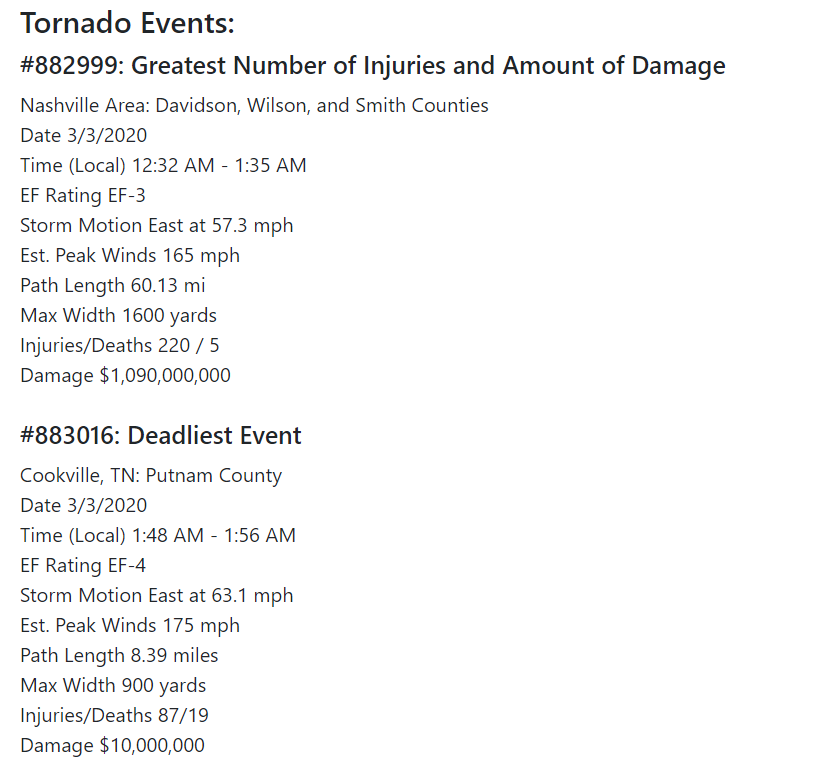 Tornado Events:
#882999: Greatest Number of Injuries and Amount of Damage
Nashville Area: Davidson, Wilson, and Smith Counties
Date 3/3/2020
Time (Local) 12:32 AM - 1:35 AM
EF Rating EF-3
Storm Motion East at 57.3 mph
Est. Peak Winds 165 mph
Path Length 60.13 mi
Max Width 1600 yards
Injuries/Deaths 220 / 5
Damage $1,090,000,000
#883016: Deadliest Event
Cookville, TN: Putnam County
Date 3/3/2020
Time (Local) 1:48 AM - 1:56 AM
EF Rating EF-4
Storm Motion East at 63.1 mph
Est. Peak Winds 175 mph
Path Length 8.39 miles
Max Width 900 yards
Injuries/Deaths 87/19
Damage $10,000,000